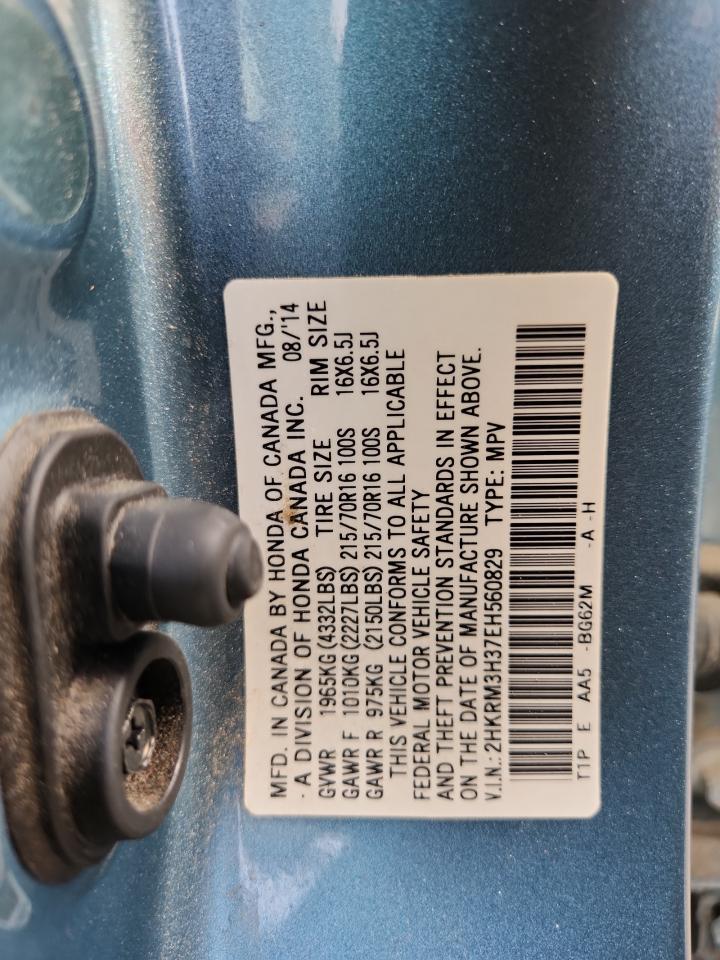 MFD. IN CANADA BY HONDA OF CANADA MFG.,
- A DIVISION OF HONDA CANADA INC. 08/'14
GVWR 1965KG(4332LBS) TIRE SIZE RIM SIZE
GAWR F 1010KG(2227LBS)215/70R16 100S 16X6.5J
GAWR R 975KG (2150LBS)215/70R16 100S 16X6.5J
THIS VEHICLE CONFORMS TO ALL APPLICABLE
FEDERAL MOTOR VEHICLE SAFETY
AND THEFT PREVENTION STANDARDS IN EFFECT
ON THE DATE OF MANUFACTURE SHOWN ABOVE.
V.I.N.: 2HKRM3H37EH560829 TYPE: MPV
T1P E AA5 -BG62M -A -H